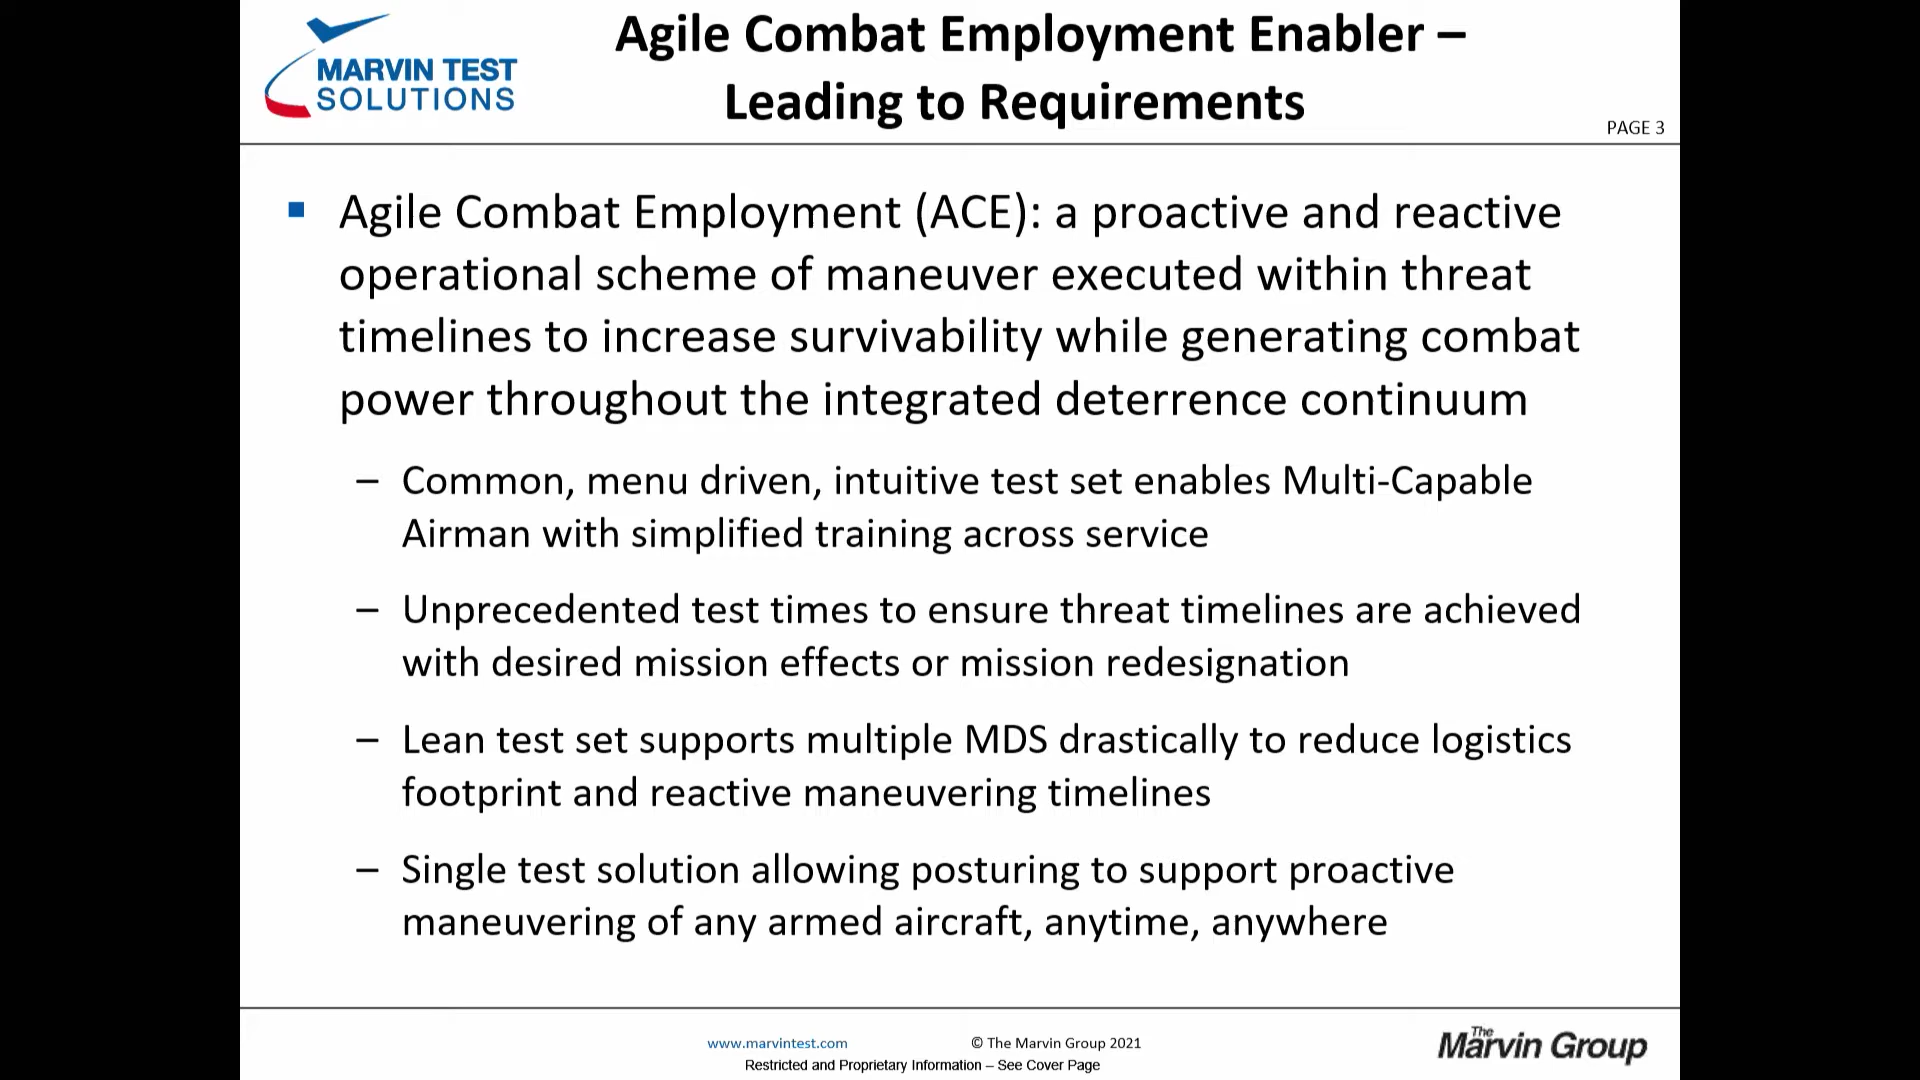 MARVIN TEST
SOLUTIONS
Agile Combat Employment Enabler –
Leading to Requirements
PAGE 3
▪ Agile Combat Employment (ACE): a proactive and reactive
operational scheme of maneuver executed within threat
timelines to increase survivability while generating combat
power throughout the integrated deterrence continuum
– Common, menu driven, intuitive test set enables Multi-Capable
Airman with simplified training across service
– Unprecedented test times to ensure threat timelines are achieved
with desired mission effects or mission redesignation
– Lean test set supports multiple MDS drastically to reduce logistics
footprint and reactive maneuvering timelines
– Single test solution allowing posturing to support proactive
maneuvering of any armed aircraft, anytime, anywhere
www.marvintest.com © The Marvin Group 2021
Restricted and Proprietary Information – See Cover Page
The
Marvin Group